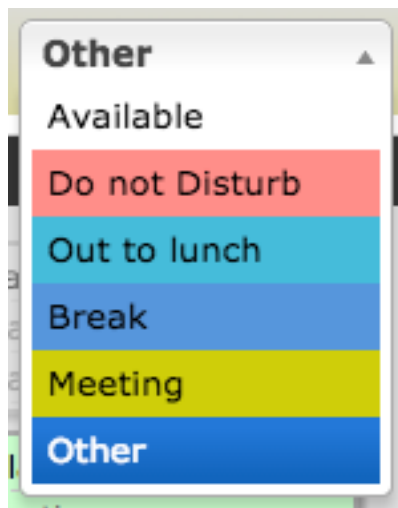 Other
Available
Do not Disturb
Out to lunch
Break
Meeting
Other